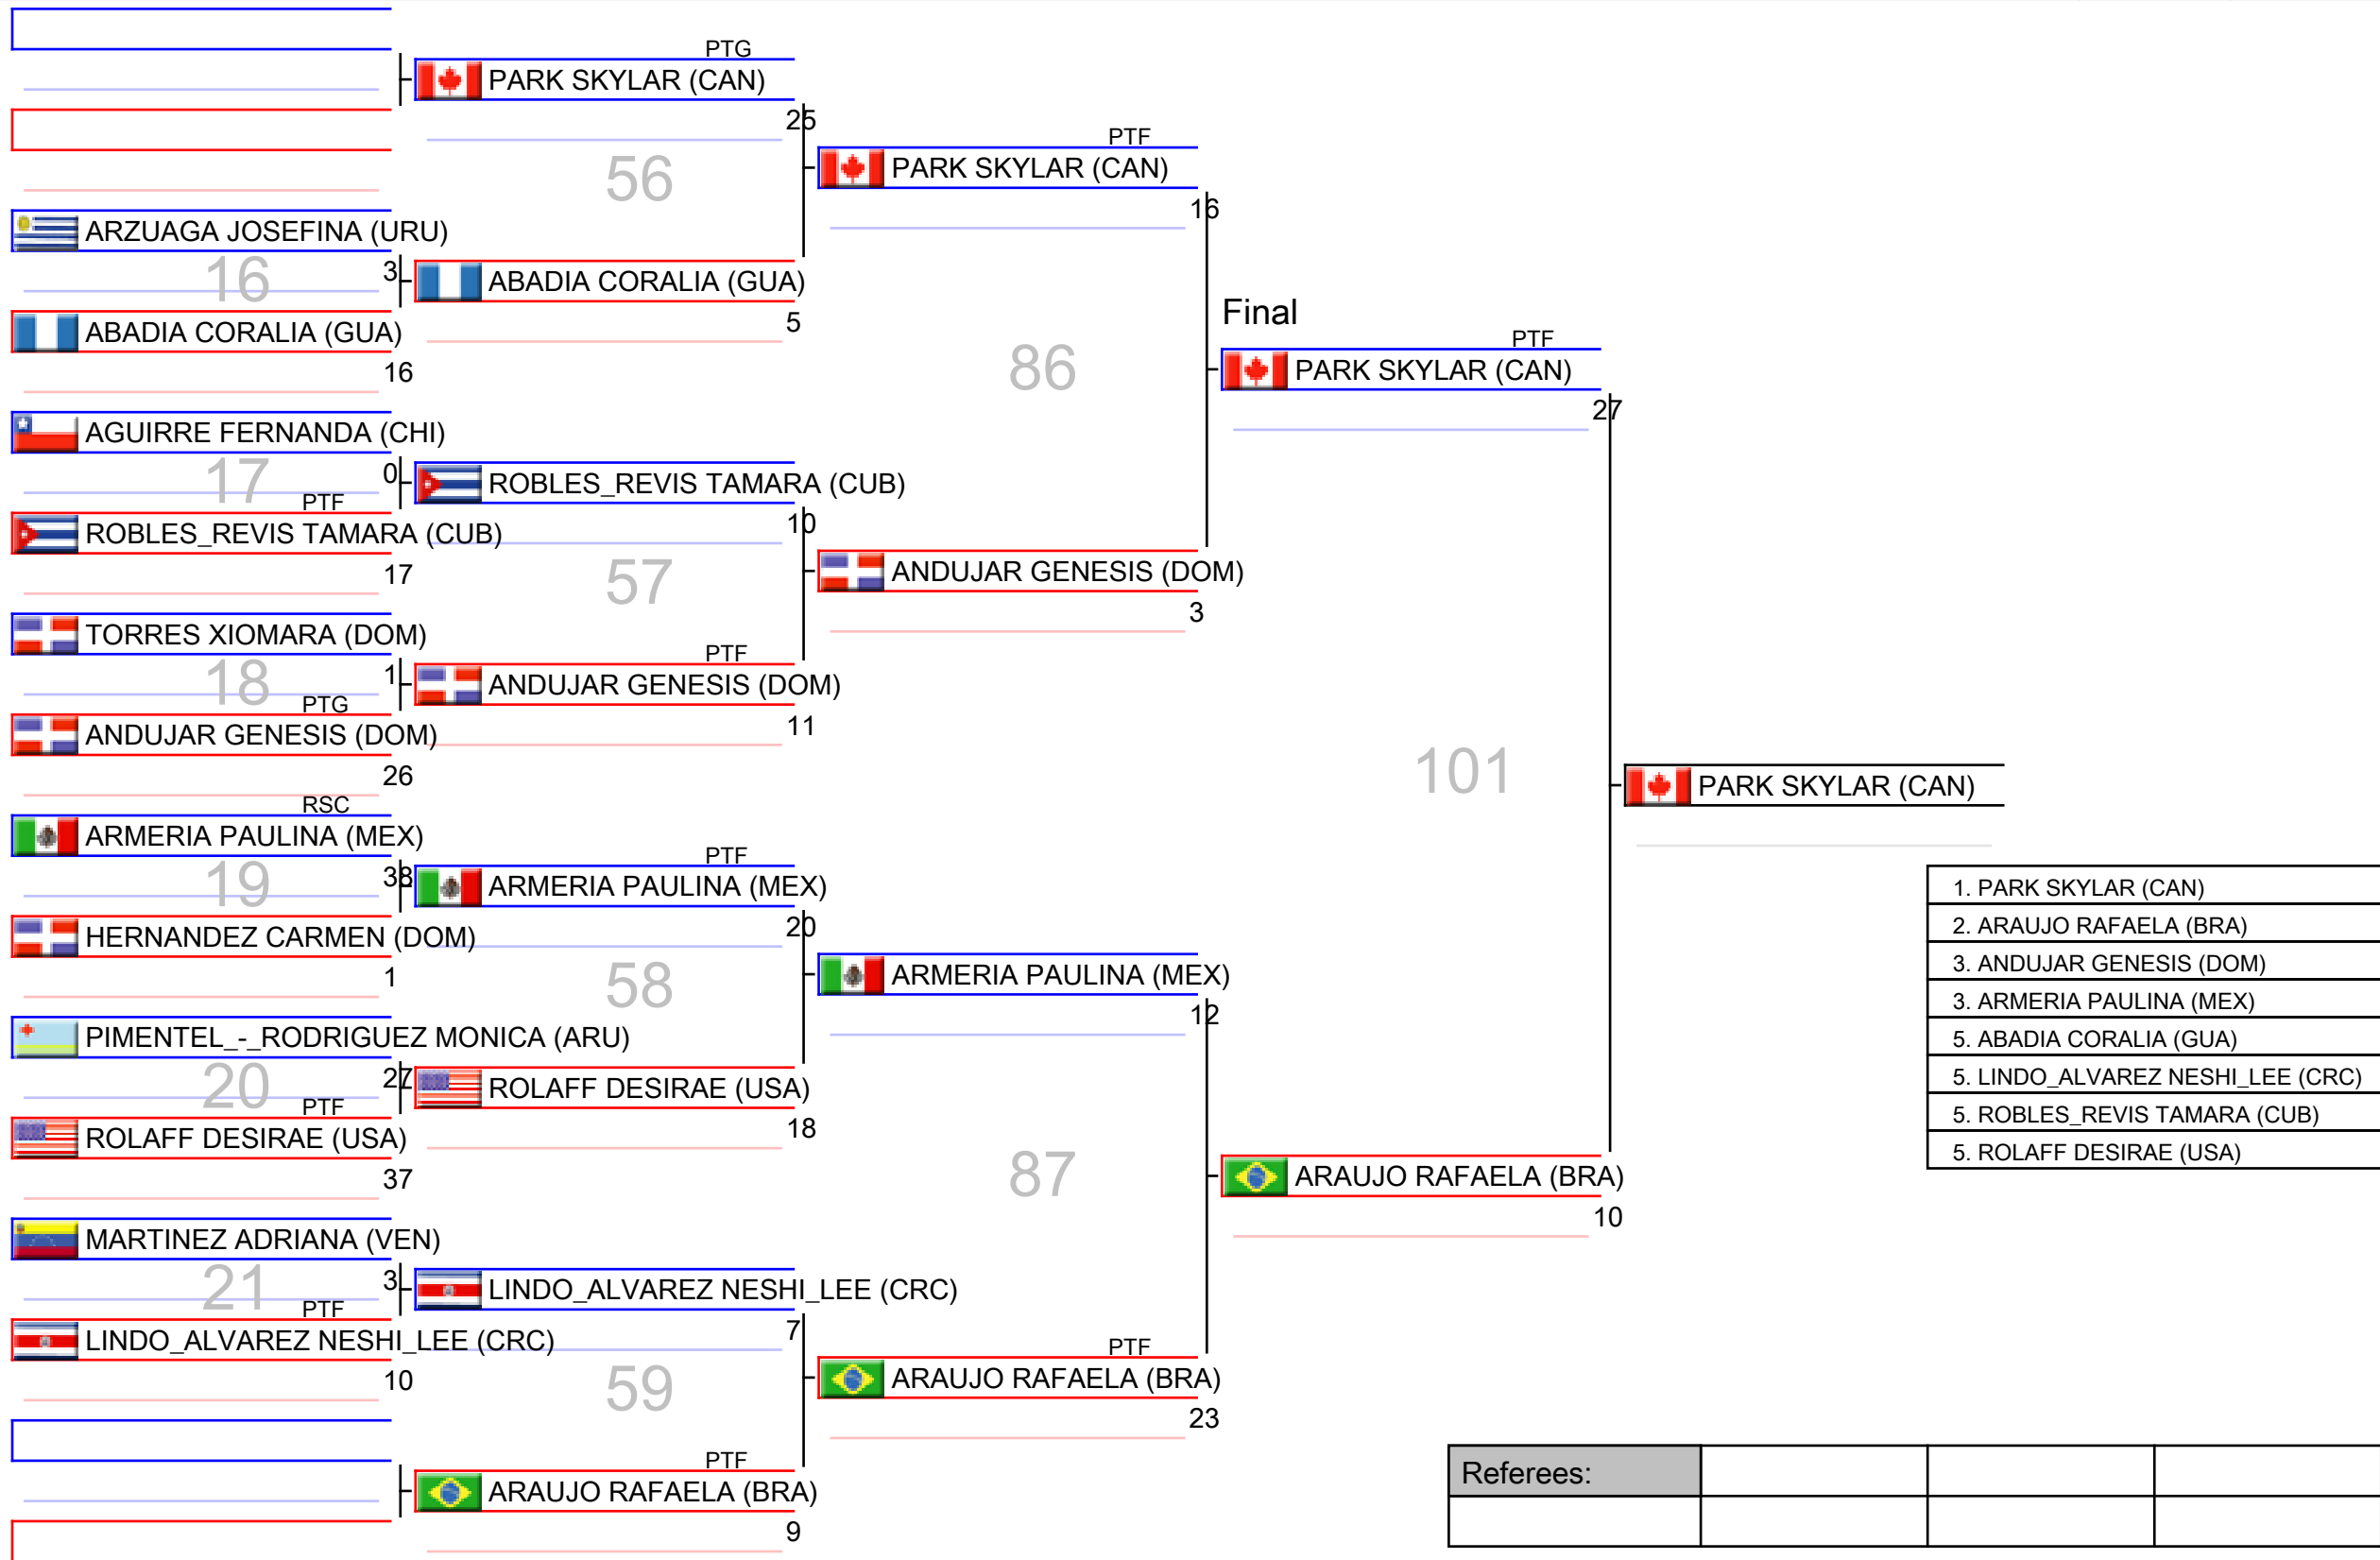 PTG
PARK SKYLAR (CAN)
25
56
PTF
PARK SKYLAR (CAN)
16
ARZUAGA JOSEFINA (URU)
3
16
ABADIA CORALIA (GUA)
5
ABADIA CORALIA (GUA)
16
86
Final
PTF
PARK SKYLAR (CAN)
27
AGUIRRE FERNANDA (CHI)
0
17
PTF
ROBLES_REVIS TAMARA (CUB)
10
ROBLES_REVIS TAMARA (CUB)
17
57
ANDUJAR GENESIS (DOM)
3
TORRES XIOMARA (DOM)
1
18
PTG
PTF
ANDUJAR GENESIS (DOM)
11
ANDUJAR GENESIS (DOM)
26
101
PARK SKYLAR (CAN)
RSC
ARMERIA PAULINA (MEX)
38
19
PTF
ARMERIA PAULINA (MEX)
20
HERNANDEZ CARMEN (DOM)
1
58
ARMERIA PAULINA (MEX)
12
PIMENTEL_-_RODRIGUEZ MONICA (ARU)
27
20
PTF
ROLAFF DESIRAE (USA)
18
ROLAFF DESIRAE (USA)
37
87
ARAUJO RAFAELA (BRA)
10
MARTINEZ ADRIANA (VEN)
3
21
PTF
LINDO_ALVAREZ NESHI_LEE (CRC)
7
LINDO_ALVAREZ NESHI_LEE (CRC)
10
59
PTF
ARAUJO RAFAELA (BRA)
23
PTF
ARAUJO RAFAELA (BRA)
9
1. PARK SKYLAR (CAN)
2. ARAUJO RAFAELA (BRA)
3. ANDUJAR GENESIS (DOM)
3. ARMERIA PAULINA (MEX)
5. ABADIA CORALIA (GUA)
5. LINDO_ALVAREZ NESHI_LEE (CRC)
5. ROBLES_REVIS TAMARA (CUB)
5. ROLAFF DESIRAE (USA)
Referees: